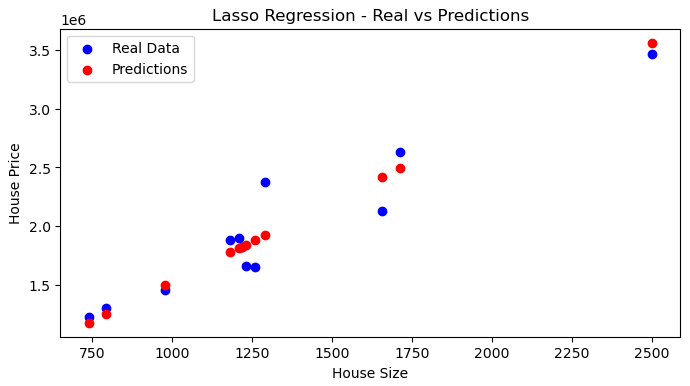 Lasso Regression - Real vs Predictions
1e6
Real Data
Predictions
3.5
3.0
2.5
2.0
1.5
House Price
750 1000 1250 1500 1750 2000 2250 2500
House Size